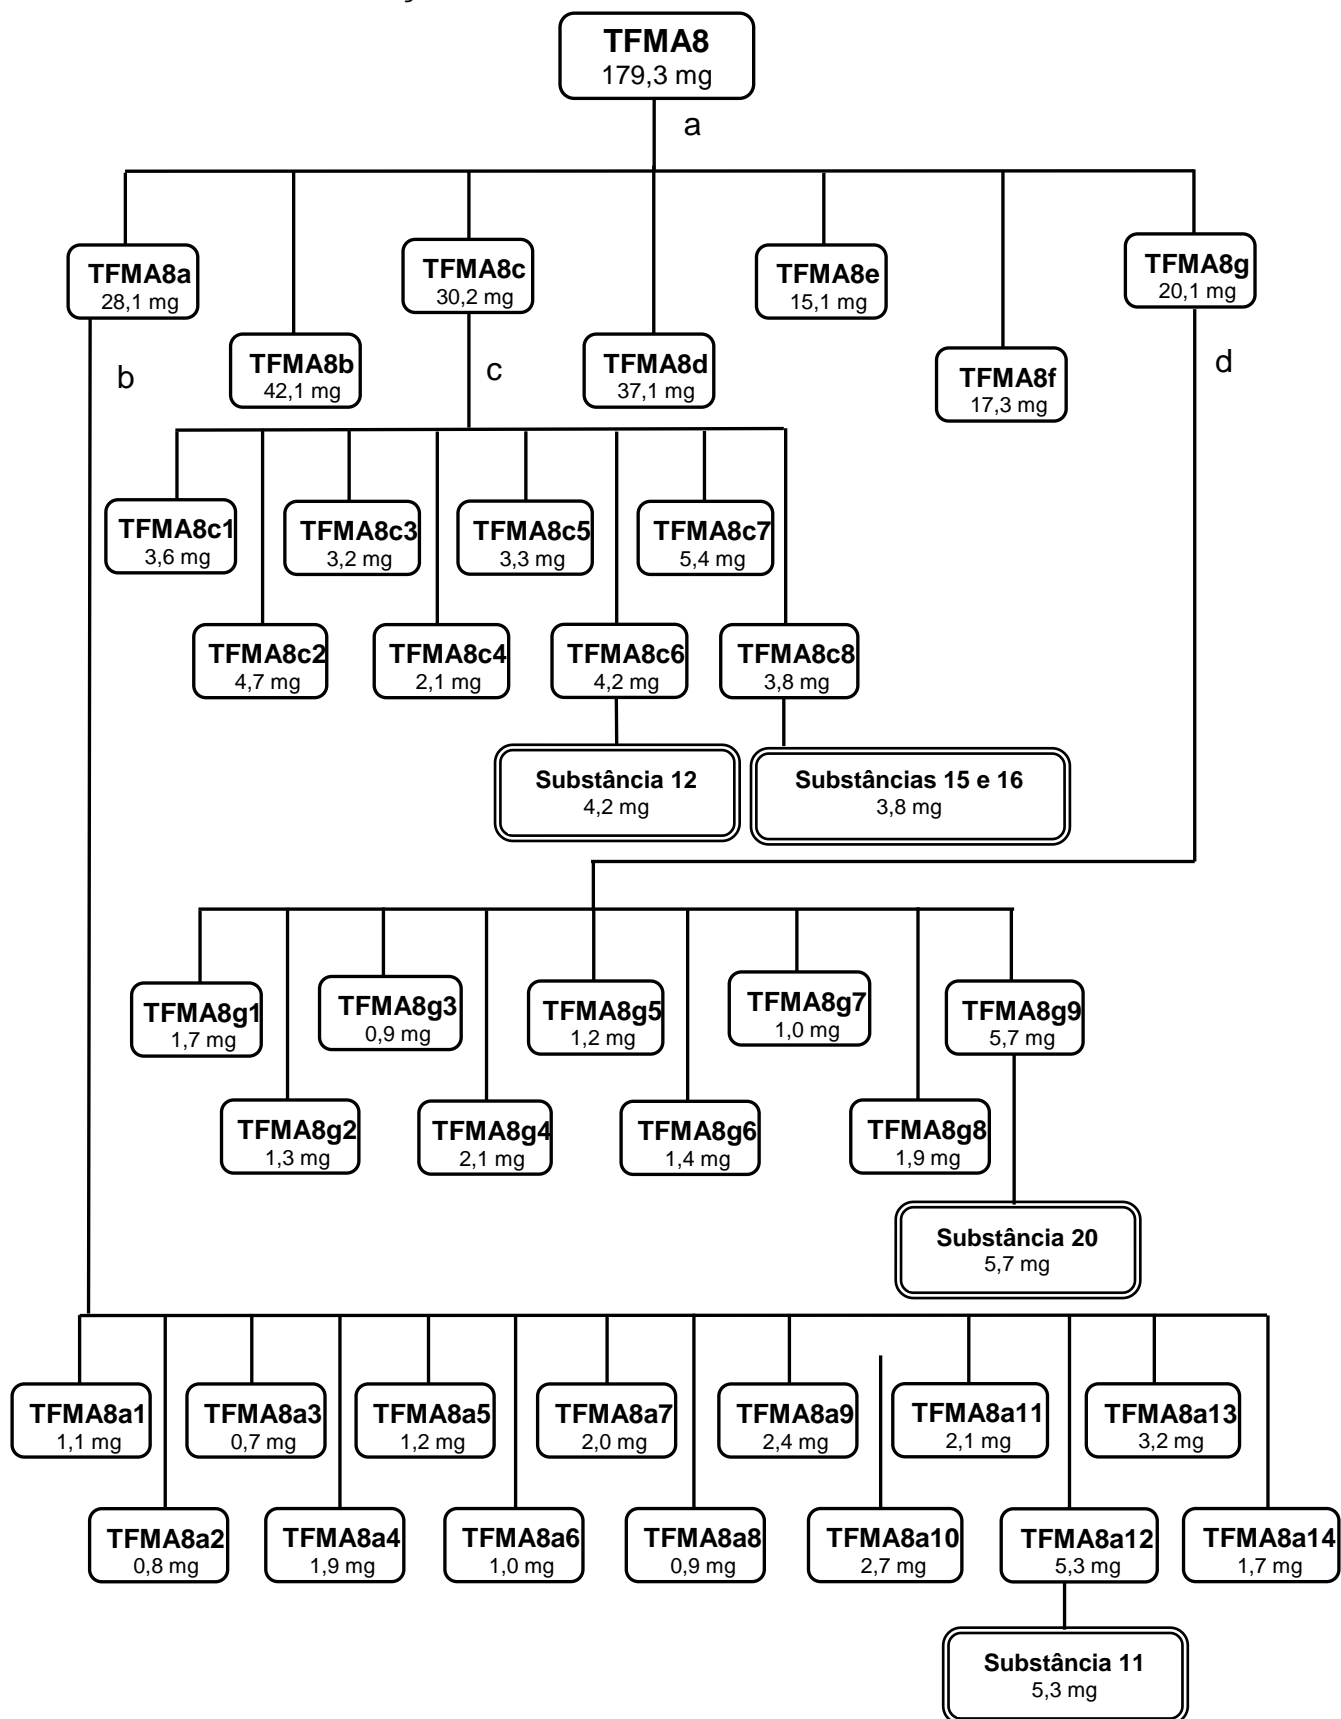 TFMA8
179,3 mg
a
TFMA8a
28,1 mg
TFMA8c
30,2 mg
TFMA8e
15,1 mg
TFMA8g
20,1 mg
TFMA8b
42,1 mg
TFMA8d
37,1 mg
TFMA8f
17,3 mg
b
c
d
TFMA8c1
3,6 mg
TFMA8c3
3,2 mg
TFMA8c5
3,3 mg
TFMA8c7
5,4 mg
TFMA8c2
4,7 mg
TFMA8c4
2,1 mg
TFMA8c6
4,2 mg
TFMA8c8
3,8 mg
Substância 12
4,2 mg
Substâncias 15 e 16
3,8 mg
TFMA8g1
1,7 mg
TFMA8g3
0,9 mg
TFMA8g5
1,2 mg
TFMA8g7
1,0 mg
TFMA8g9
5,7 mg
TFMA8g2
1,3 mg
TFMA8g4
2,1 mg
TFMA8g6
1,4 mg
TFMA8g8
1,9 mg
Substância 20
5,7 mg
TFMA8a1
1,1 mg
TFMA8a3
0,7 mg
TFMA8a5
1,2 mg
TFMA8a7
2,0 mg
TFMA8a9
2,4 mg
TFMA8a11
2,1 mg
TFMA8a13
3,2 mg
TFMA8a2
0,8 mg
TFMA8a4
1,9 mg
TFMA8a6
1,0 mg
TFMA8a8
0,9 mg
TFMA8a10
2,7 mg
TFMA8a12
5,3 mg
TFMA8a14
1,7 mg
Substância 11
5,3 mg